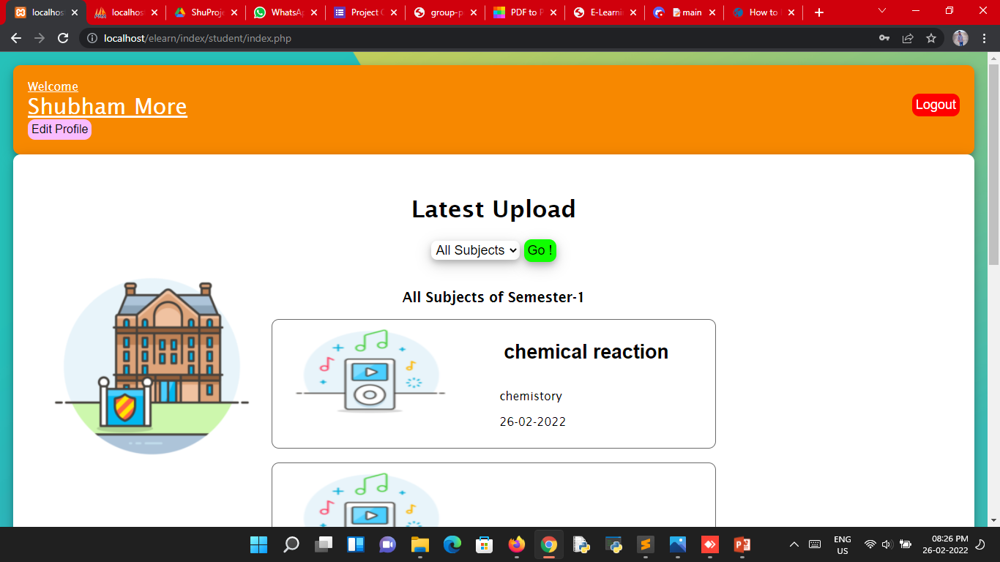 localhos
localhos
ShuProje
WhatsA
Project
group-p
PDF to P
E-Learni
main
How to
localhost/elearn/index/student/index.php
Welcome
Shubham More
Edit Profile
Logout
Latest Upload
All Subjects
Go !
All Subjects of Semester-1
chemical reaction
chemistory
26-02-2022
ENG
US
08:26 PM
26-02-2022